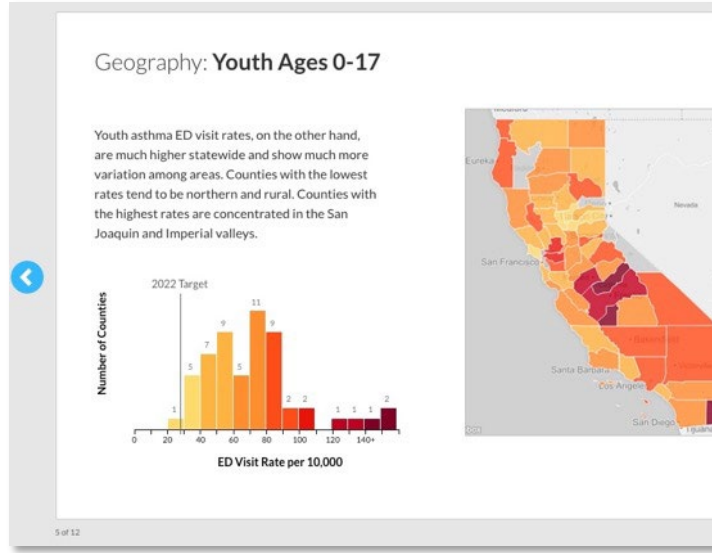 Geography: Youth Ages 0-17
Youth asthma ED visit rates, on the other hand,
are much higher statewide and show much more
variation among areas. Counties with the lowest
rates tend to be northern and rural. Counties with
the highest rates are concentrated in the San
Joaquin and Imperial valleys.
2022 Target
Number of Counties
1
5
7
9
5
11
9
2
2
1
1
1
2
0
20
40
60
80
100
120
140+
ED Visit Rate per 10,000
Eureka
Nevada
San Francisco
Bakersfield
Santa Barbara
Los Angele
San Diego
Tijuana
5 of 12